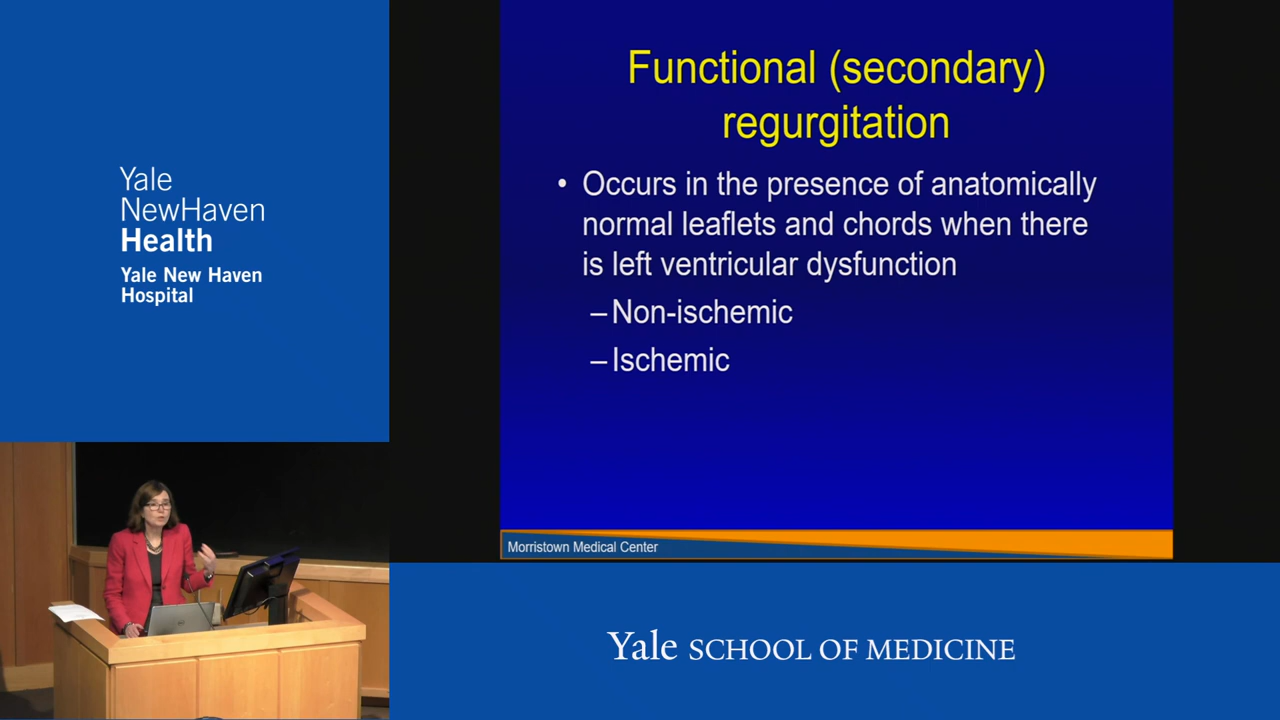 Yale
NewHaven
Health
Yale New Haven
Hospital
Functional (secondary)
regurgitation
• Occurs in the presence of anatomically
normal leaflets and chords when there
is left ventricular dysfunction
–Non-ischemic
–Ischemic
Morristown Medical Center
Yale SCHOOL OF MEDICINE